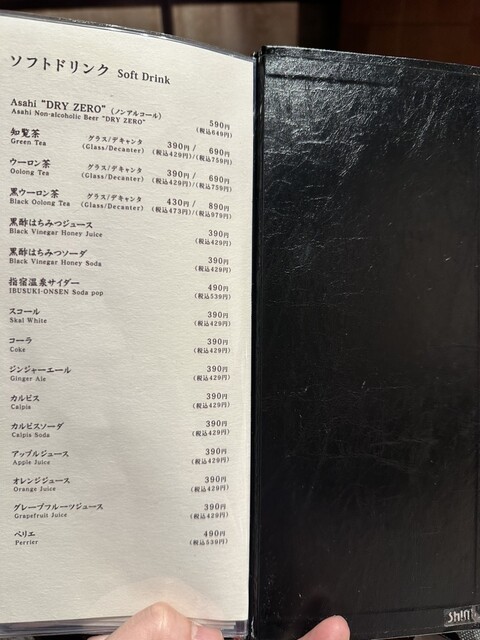 ソフトドリンク Soft Drink
Asahi "DRY ZERO"（ノンアルコール） 590円
Asahi Non-alcoholic Beer "DRY ZERO" (税込649円)
知覧茶 グラス/デキャンタ 390円/ 690円
Green Tea (Glass/Decanter) (税込429円)/(税込759円)
ウーロン茶 グラス/デキャンタ 390円/ 690円
Oolong Tea (Glass/Decanter) (税込429円)/(税込759円)
黒ウーロン茶 グラス/デキャンタ 430円/ 890円
Black Oolong Tea (Glass/Decanter) (税込473円)/(税込979円)
黒酢はちみつジュース 390円
Black Vinegar Honey Juice (税込429円)
黒酢はちみつソーダ 390円
Black Vinegar Honey Soda (税込429円)
指宿温泉サイダー 490円
IBUSUKI-ONSEN Soda pop (税込539円)
スコール 390円
Skal White (税込429円)
コーラ 390円
Coke (税込429円)
ジンジャーエール 390円
Ginger Ale (税込429円)
カルピス 390円
Calpis (税込429円)
カルピスソーダ 390円
Calpis Soda (税込429円)
アップルジュース 390円
Apple Juice (税込429円)
オレンジジュース 390円
Orange Juice (税込429円)
グレープフルーツジュース 390円
Grapefruit Juice (税込429円)
ペリエ 490円
Perrier (税込539円)